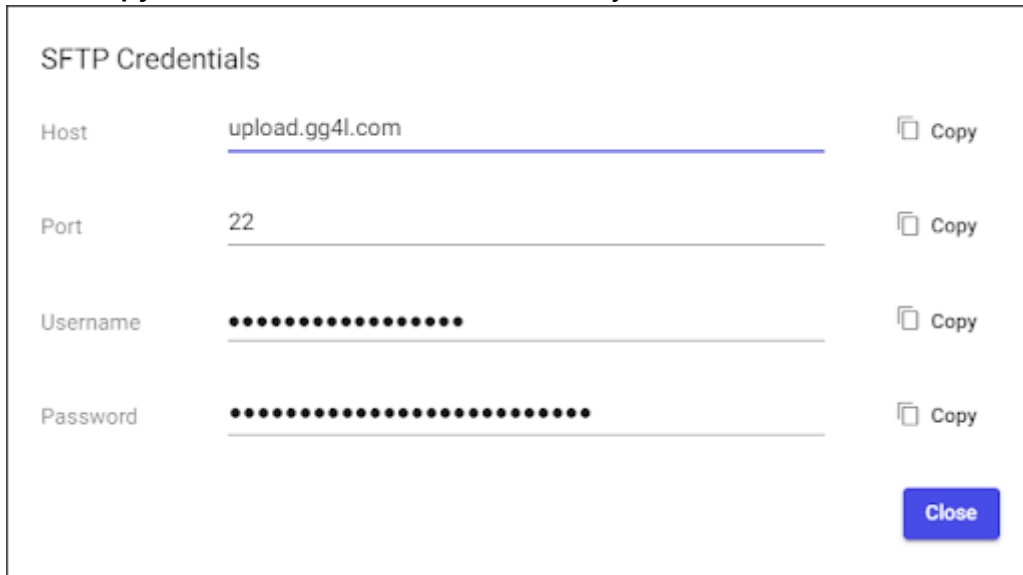 SFTP Credentials
Host upload.gg4l.com Copy
Port 22 Copy
Username ••••••••••••••••• Copy
Password •••••••••••••••••••••••••• Copy
Close